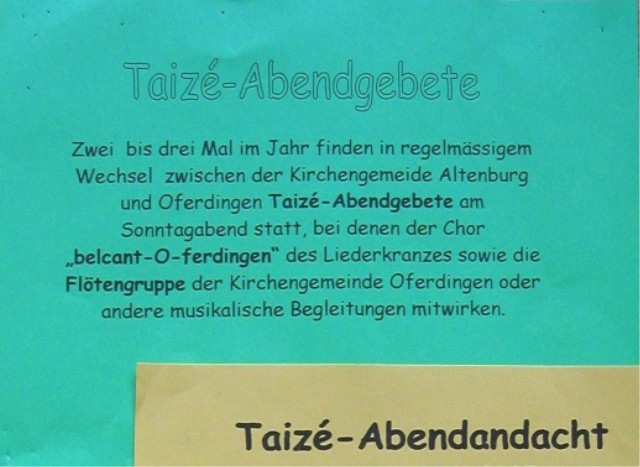 Taizé-Abendgebete
Zwei bis drei Mal im Jahr finden in regelmässigem
Wechsel zwischen der Kirchengemeide Altenburg
und Oferdingen Taizé-Abendgebete am
Sonntagabend statt, bei denen der Chor
„belcant-O-ferdingen“ des Liederkranzes sowie die
Flötengruppe der Kirchengemeinde Oferdingen oder
andere musikalische Begleitungen mitwirken.
Taizé-Abendandacht